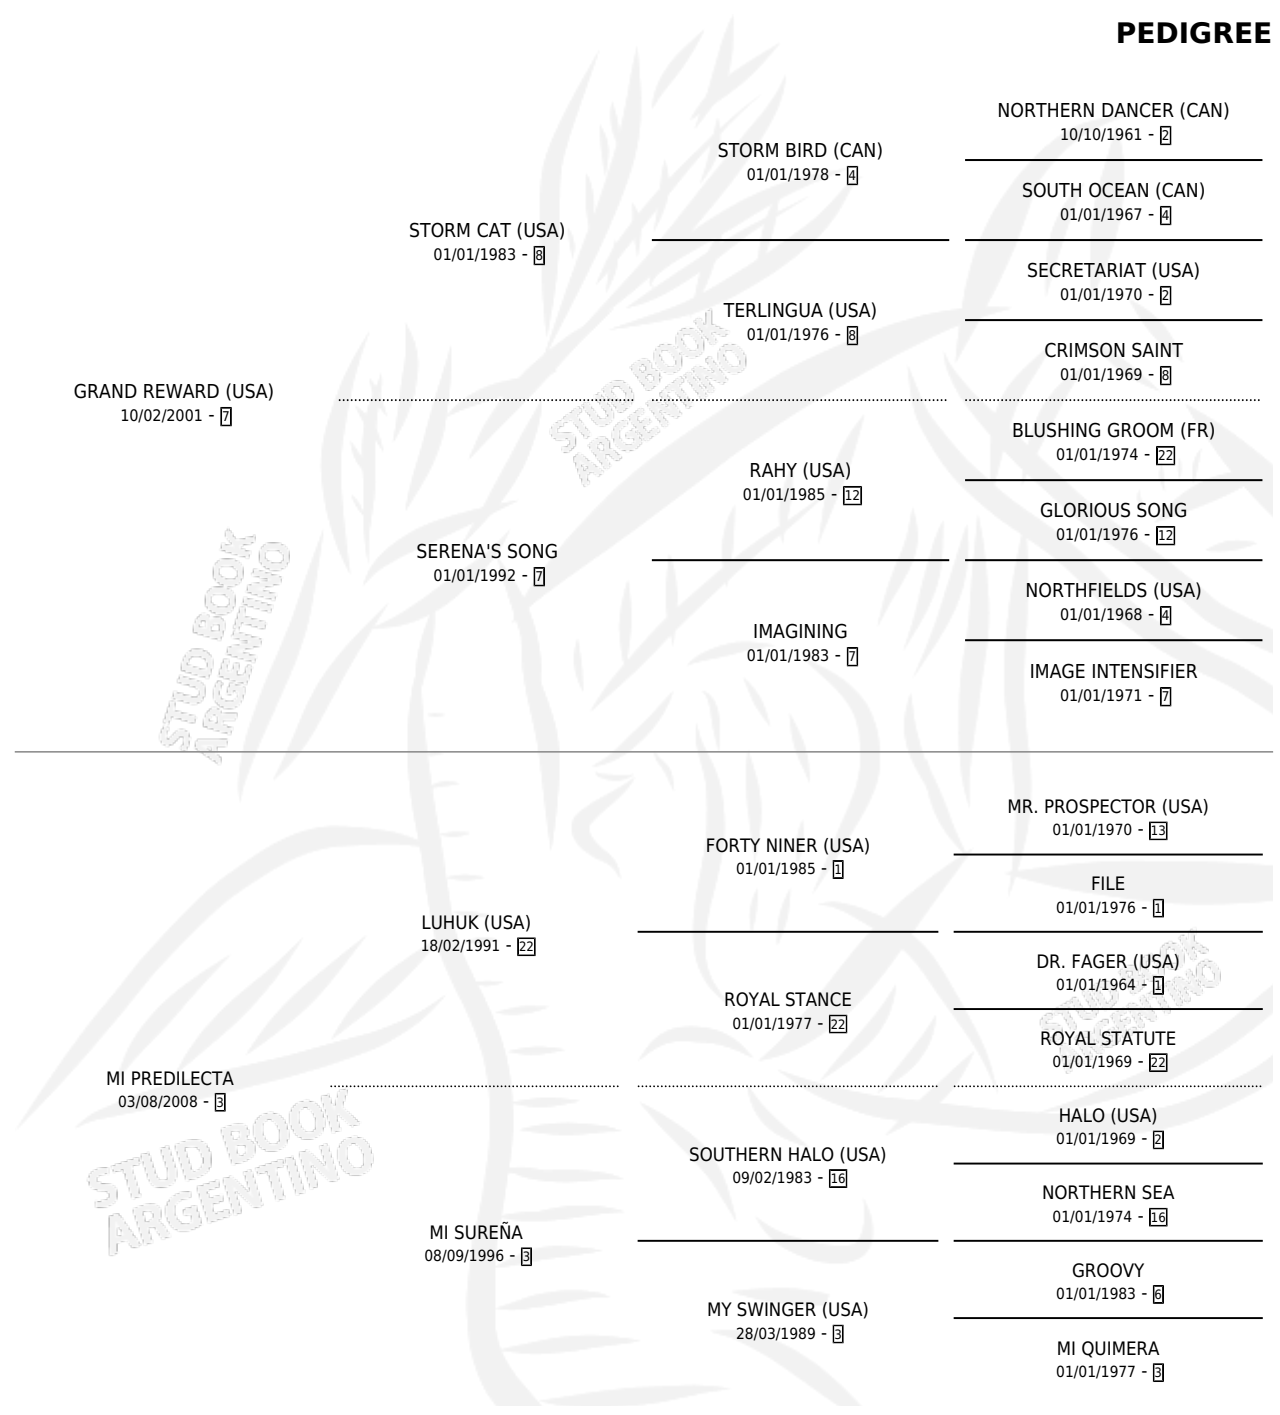 PEDIGREE
NORTHERN DANCER (CAN)
10/10/1961 - 2
STORM BIRD (CAN)
01/01/1978 - 4
SOUTH OCEAN (CAN)
01/01/1967 - 4
STORM CAT (USA)
01/01/1983 - 8
SECRETARIAT (USA)
01/01/1970 - 2
TERLINGUA (USA)
01/01/1976 - 8
CRIMSON SAINT
01/01/1969 - 8
GRAND REWARD (USA)
10/02/2001 - 7
STUD BOOK
ARGENTINO
BLUSHING GROOM (FR)
01/01/1974 - 22
RAHY (USA)
01/01/1985 - 12
GLORIOUS SONG
01/01/1976 - 12
SERENA'S SONG
01/01/1992 - 7
NORTHFIELDS (USA)
01/01/1968 - 4
IMAGINING
01/01/1983 - 7
IMAGE INTENSIFIER
01/01/1971 - 7
STUD BOOK
ARGENTINO
MR. PROSPECTOR (USA)
01/01/1970 - 13
FORTY NINER (USA)
01/01/1985 - 1
FILE
01/01/1976 - 1
LUHUK (USA)
18/02/1991 - 22
DR. FAGER (USA)
01/01/1964 - 1
ROYAL STANCE
01/01/1977 - 22
STUD BOOK
ARGENTINO
ROYAL STATUTE
01/01/1969 - 22
MI PREDILECTA
03/08/2008 - 3
HALO (USA)
01/01/1969 - 2
SOUTHERN HALO (USA)
09/02/1983 - 16
NORTHERN SEA
01/01/1974 - 16
STUD BOOK
ARGENTINO
MI SUREÑA
08/09/1996 - 3
GROOVY
01/01/1983 - 6
MY SWINGER (USA)
28/03/1989 - 3
MI QUIMERA
01/01/1977 - 3